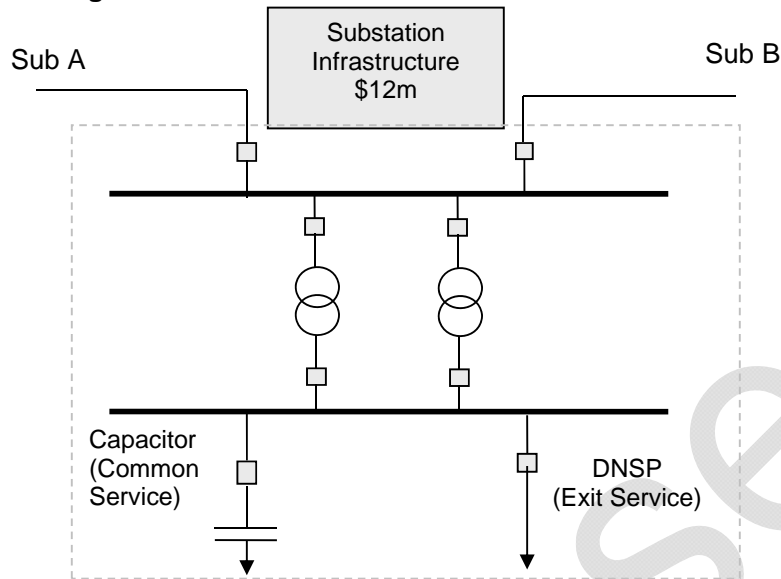 Substation
Infrastructure
$12m
Sub A
Sub B
Capacitor
(Common
Service)
DNSP
(Exit Service)